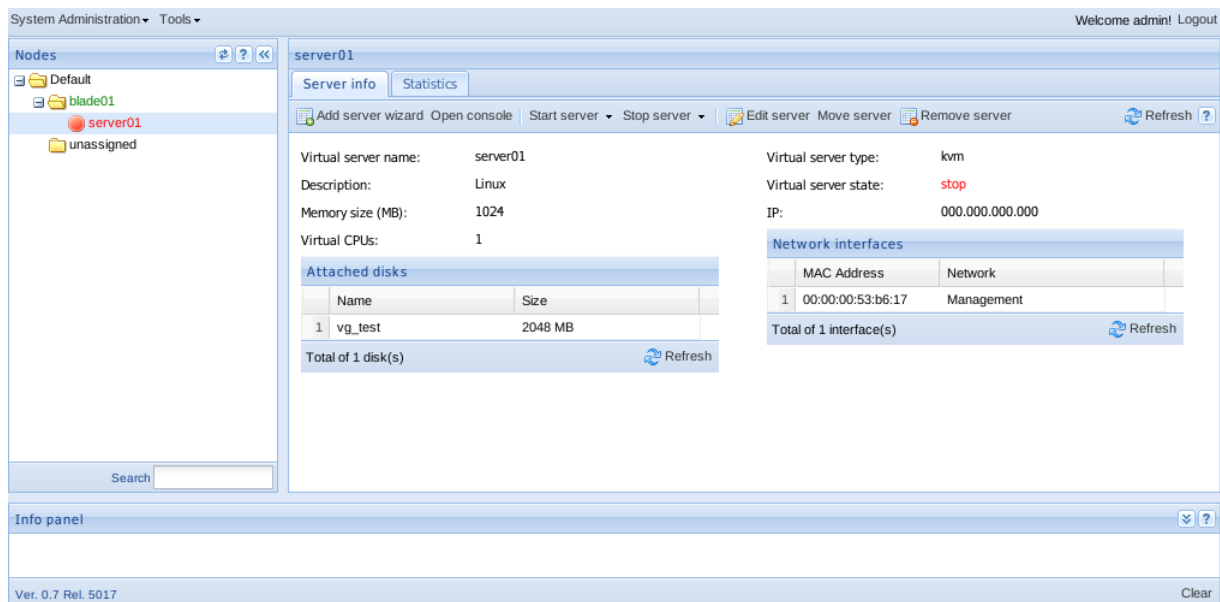 System Administration Tools Welcome admin! Logout
Nodes
Default
blade01
server01
unassigned
Search
server01
Server info Statistics
Add server wizard Open console Start server Stop server Edit server Move server Remove server Refresh ?
Virtual server name: server01
Description: Linux
Memory size (MB): 1024
Virtual CPUs: 1
Attached disks
Name Size
1 vg_test 2048 MB
Total of 1 disk(s) Refresh
Virtual server type: kvm
Virtual server state: stop
IP: 000.000.000.000
Network interfaces
MAC Address Network
1 00:00:00:53:b6:17 Management
Total of 1 interface(s) Refresh
Info panel ?
Ver. 0.7 Rel. 5017 Clear